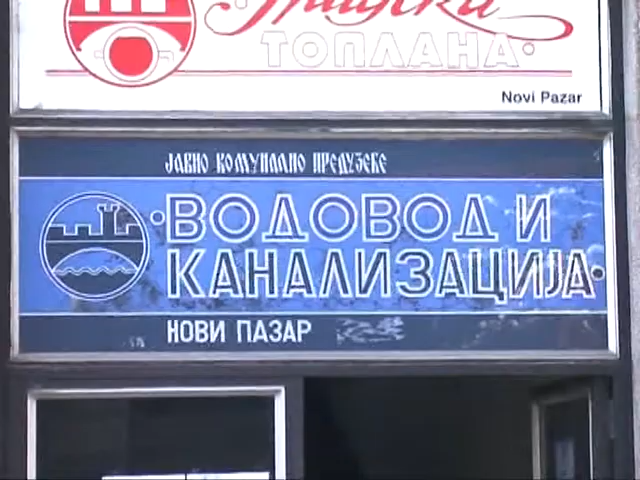 ТОПЛАНА
Novi Pazar
ЈАВНО КОМУНАЛНО ПРЕДУЗЕЋЕ
ВОДОВОД И
КАНАЛИЗАЦИЈА
НОВИ ПАЗАР